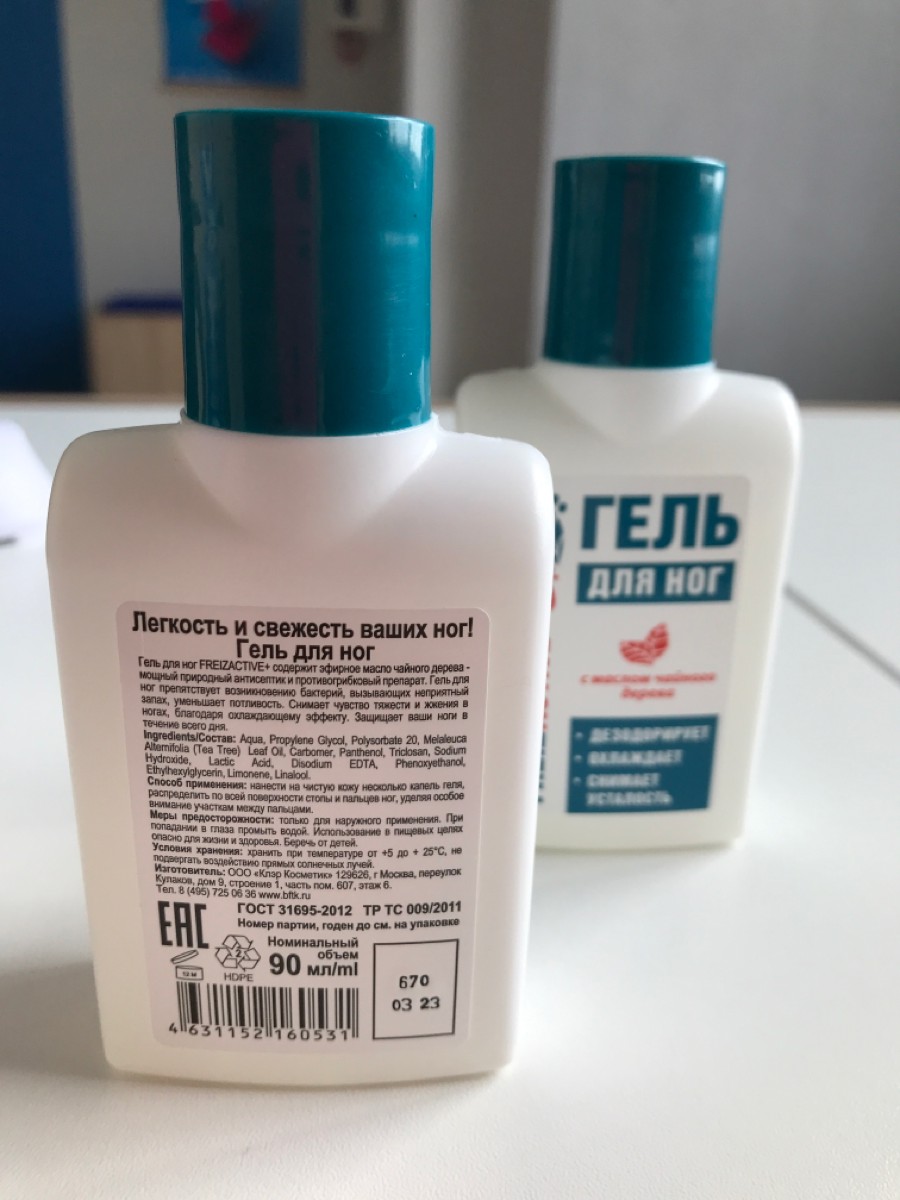 Легкость и свежесть ваших ног!
Гель для ног
Гель для ног FREIZACTIVE+ содержит эфирное масло чайного дерева -
мощный природный антисептик и противогрибковый препарат. Гель для
ног препятствует возникновению бактерий, вызывающих неприятный
запах, уменьшает потливость. Снимает чувство тяжести и жжения в
ногах, благодаря охлаждающему эффекту. Защищает ваши ноги в
течение всего дня.
Ingredients/Состав: Aqua, Propylene Glycol, Polysorbate 20, Melaleuca
Alternifolia (Tea Tree) Leaf Oil, Carbomer, Panthenol, Triclosan, Sodium
Hydroxide, Lactic Acid, Disodium EDTA, Phenoxyethanol,
Ethylhexylglycerin, Limonene, Linalool.
Способ применения: нанести на чистую кожу несколько капель геля,
распределить по всей поверхности стопы и пальцев ног, уделяя особое
внимание участкам между пальцами.
Меры предосторожности: только для наружного применения. При
попадании в глаза промыть водой. Использование в пищевых целях
опасно для жизни и здоровья. Беречь от детей.
Условия хранения: хранить при температуре от +5 до + 25°C, не
подвергать воздействию прямых солнечных лучей.
Изготовитель: ООО «Клэр Косметик» 129626, г Москва, переулок
Кулаков, дом 9, строение 1, часть пом. 607, этаж 6.
Тел. 8 (495) 725 06 36 www.bftk.ru
ГОСТ 31695-2012 ТР ТС 009/2011
Номер партии, годен до см. на упаковке
EAC
2
HDPE
12 м
Номинальный
объем
90 мл/ml
670
03 23
4 631152 160531
ГЕЛЬ
ДЛЯ НОГ
с маслом чайного
дерева
• ДЕЗОДОРИРУЕТ
• ОХЛАЖДАЕТ
• СНИМАЕТ
УСТАЛОСТЬ